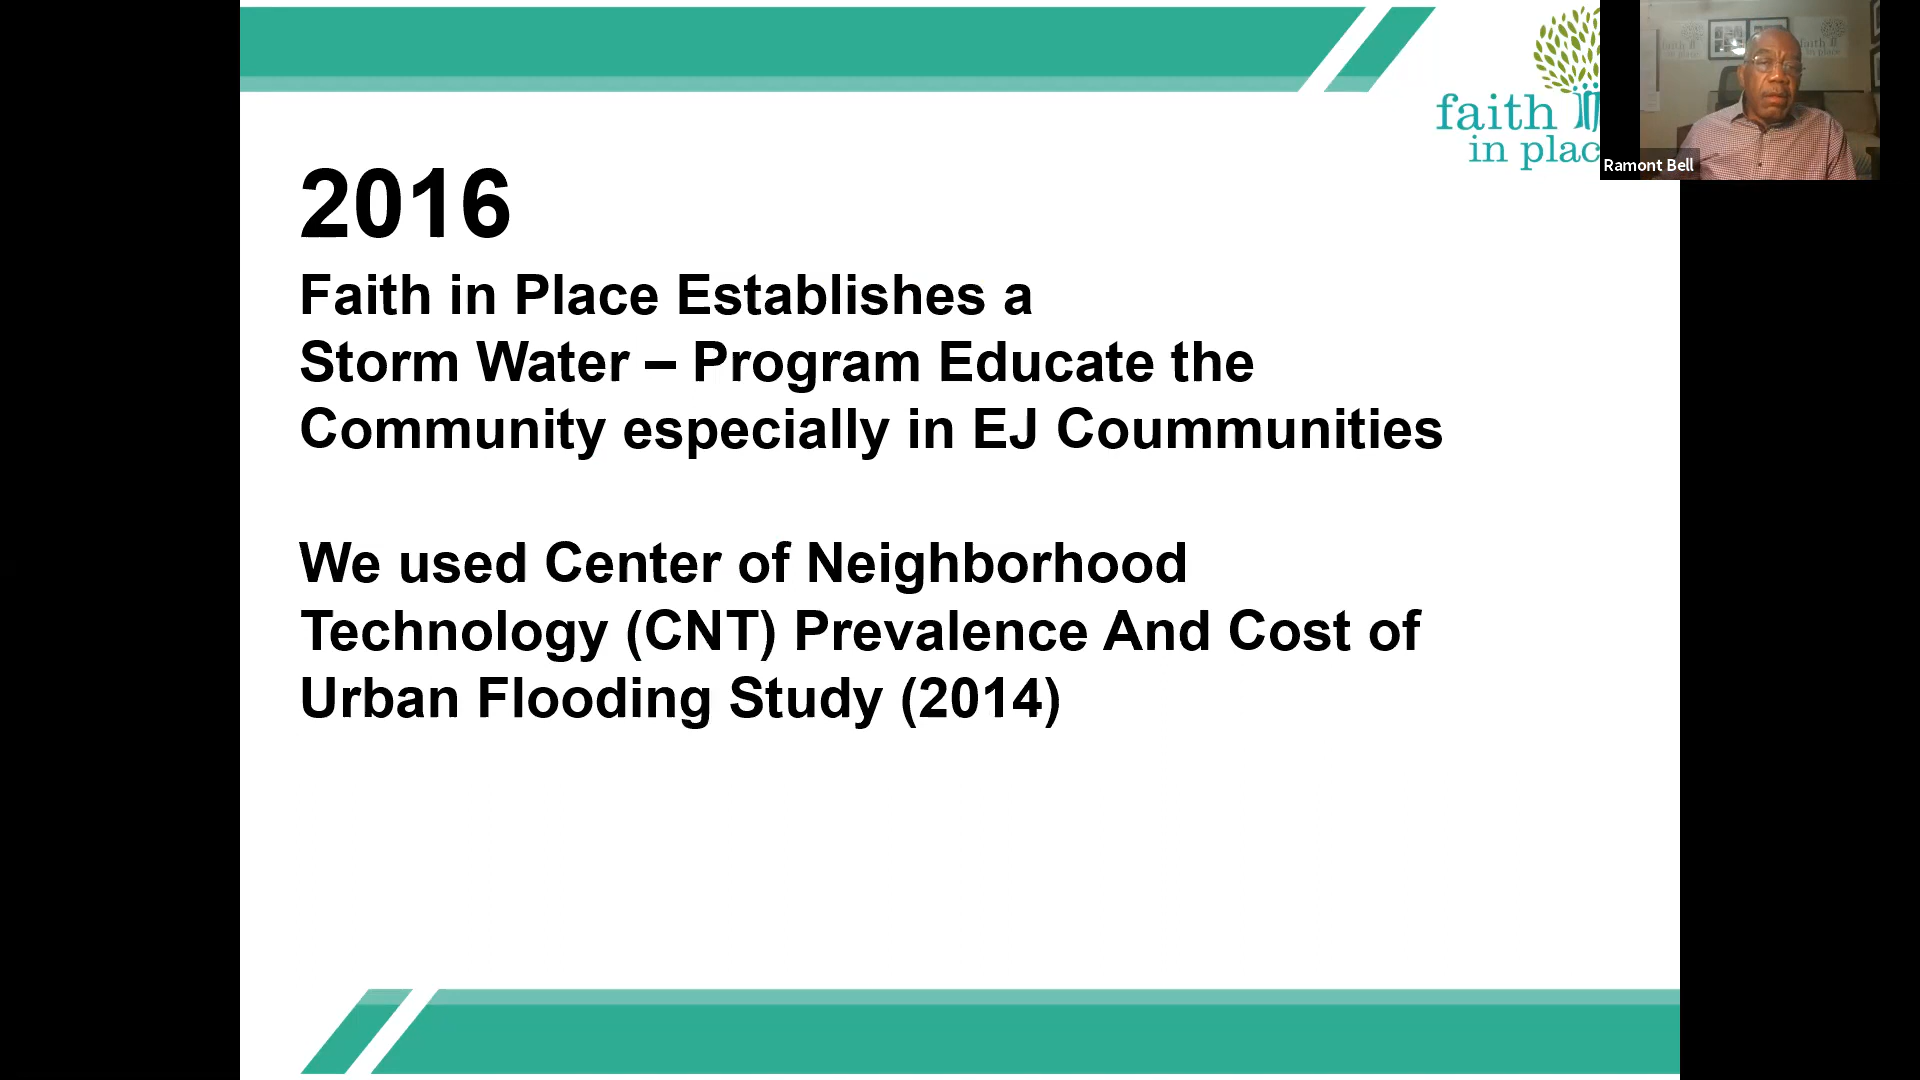 faith
in plac
Ramont Bell
2016
Faith in Place Establishes a
Storm Water – Program Educate the
Community especially in EJ Coummunities
We used Center of Neighborhood
Technology (CNT) Prevalence And Cost of
Urban Flooding Study (2014)